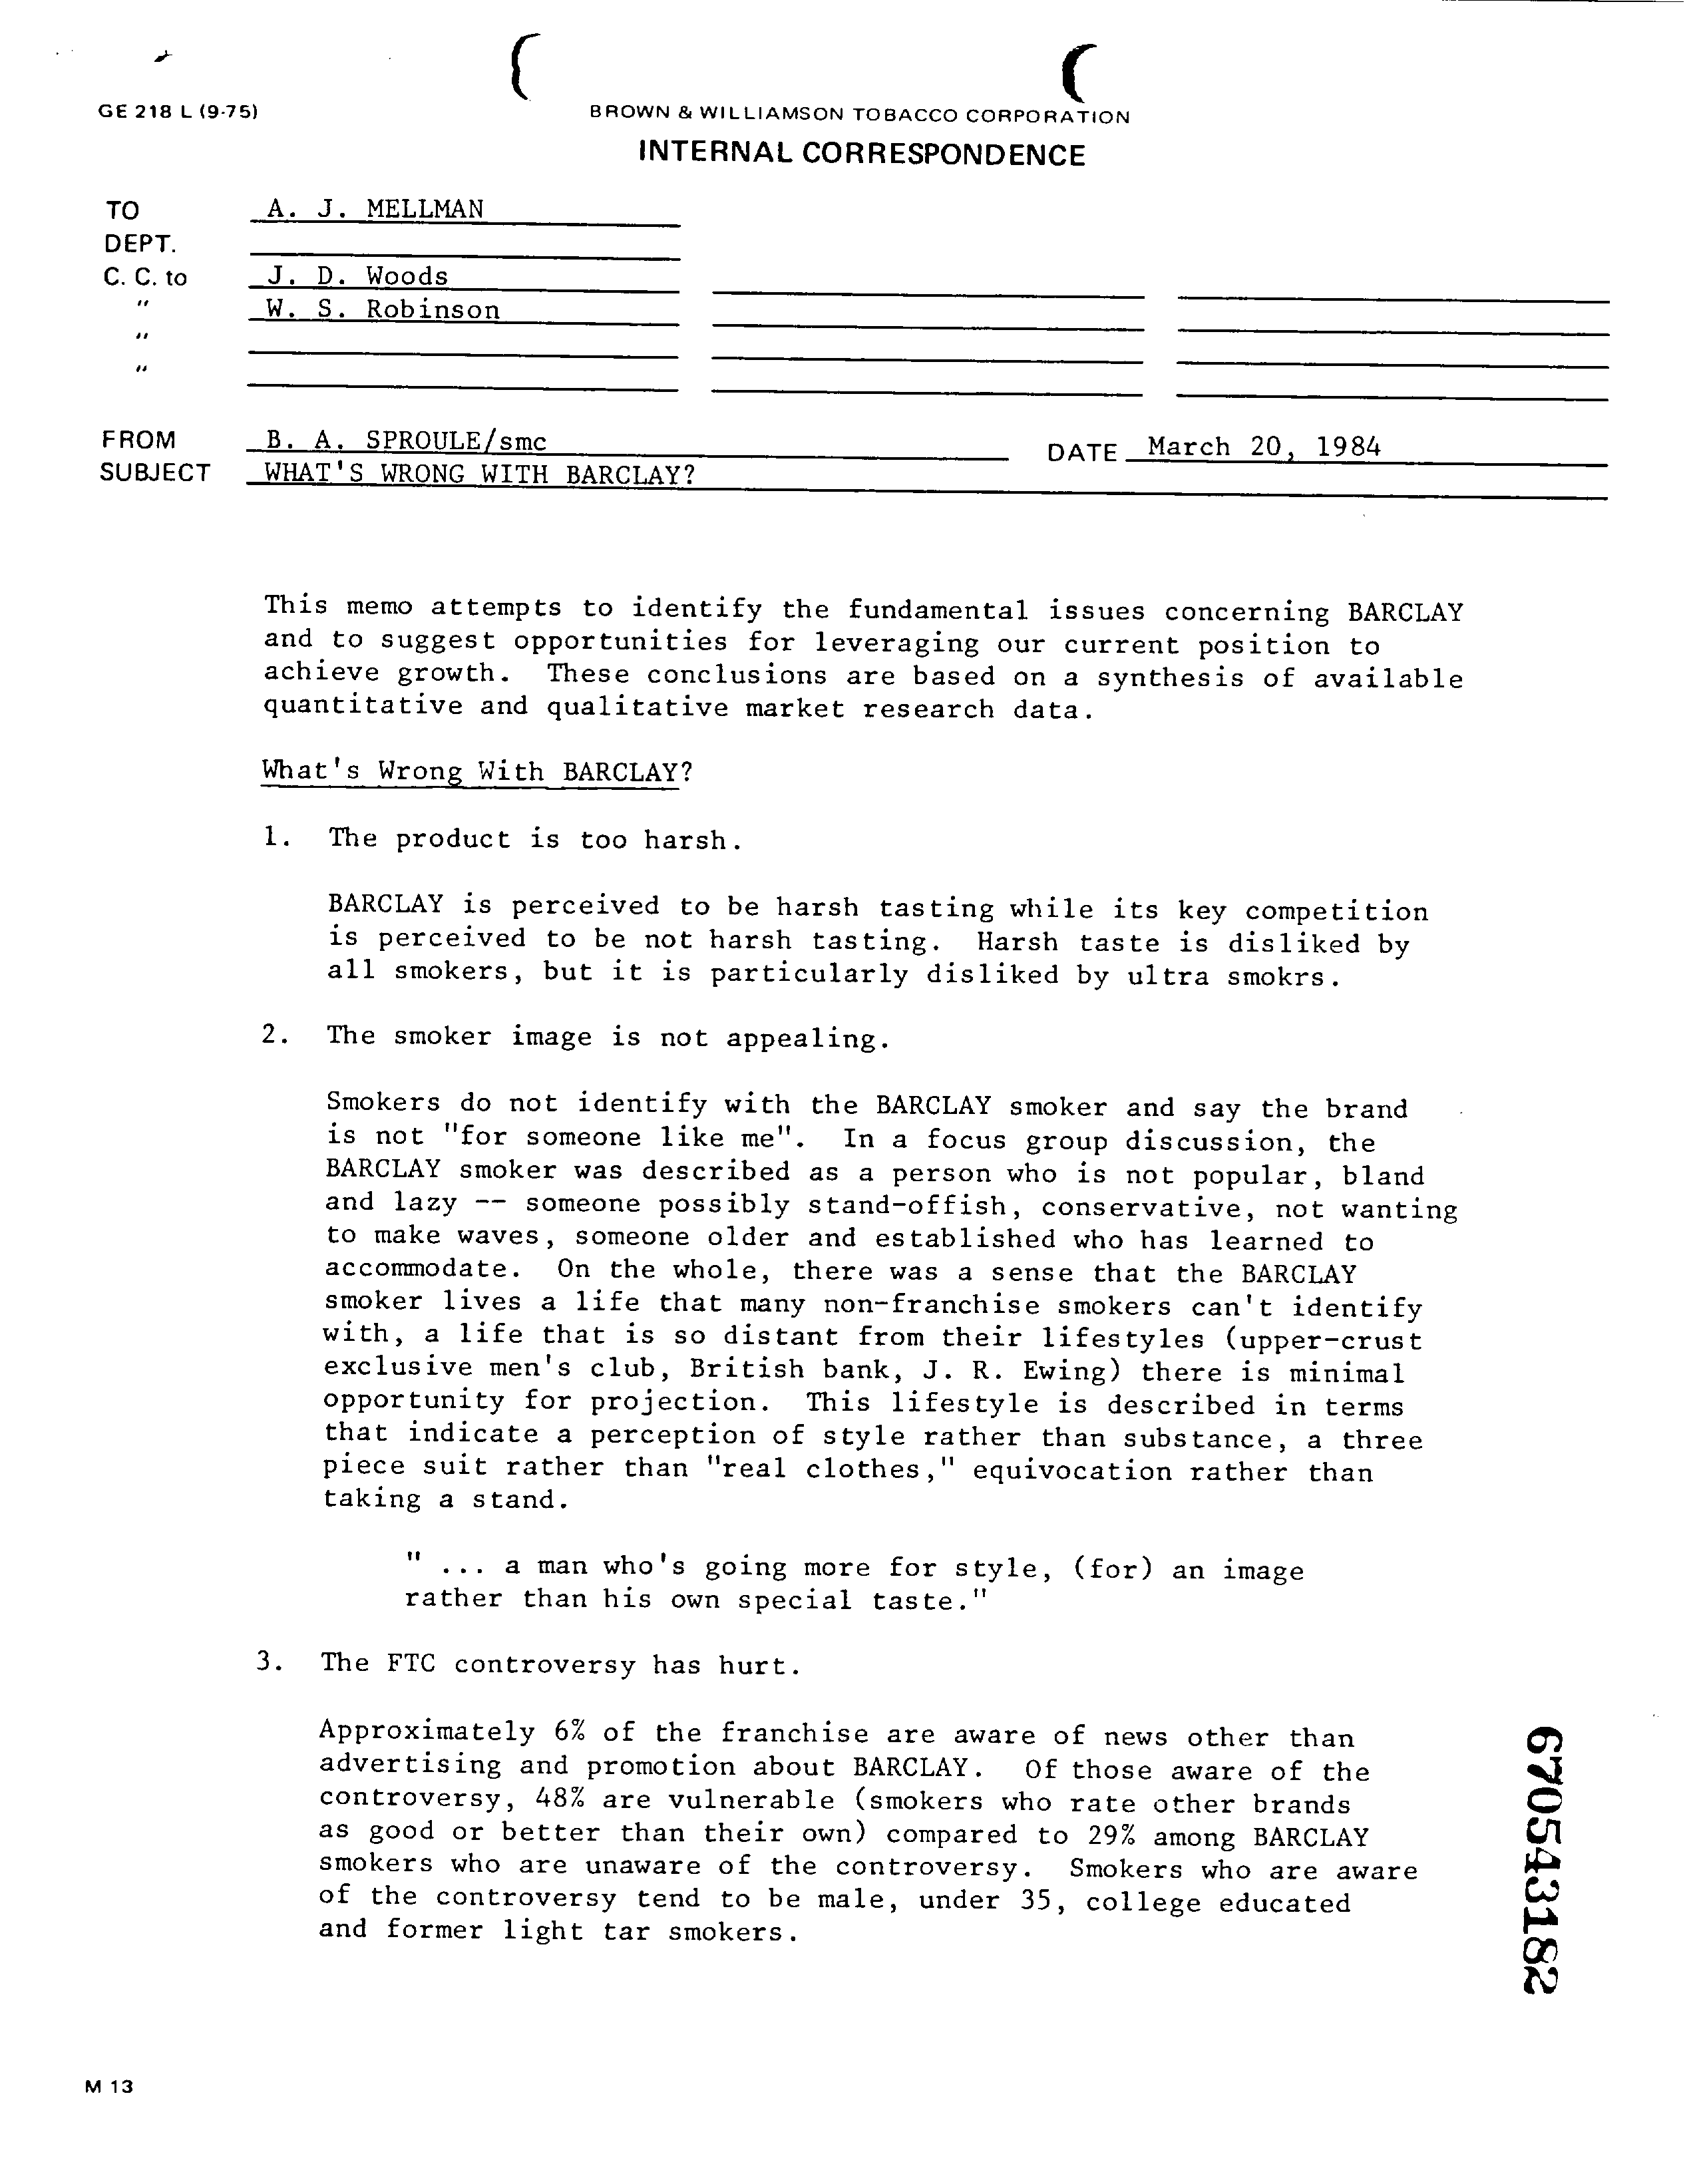 GE 218 L (9-75)
BROWN & WILLIAMSON TOBACCO CORPORATION
INTERNAL CORRESPONDENCE
TO A. J. MELLMAN
DEPT.
C. C. to J. D. Woods
" W. S. Robinson
"
"
FROM B. A. SPROULE/smc DATE March 20, 1984
SUBJECT WHAT'S WRONG WITH BARCLAY?
This memo attempts to identify the fundamental issues concerning BARCLAY
and to suggest opportunities for leveraging our current position to
achieve growth. These conclusions are based on a synthesis of available
quantitative and qualitative market research data.
What's Wrong With BARCLAY?
1. The product is too harsh.
BARCLAY is perceived to be harsh tasting while its key competition
is perceived to be not harsh tasting. Harsh taste is disliked by
all smokers, but it is particularly disliked by ultra smokrs.
2. The smoker image is not appealing.
Smokers do not identify with the BARCLAY smoker and say the brand
is not "for someone like me". In a focus group discussion, the
BARCLAY smoker was described as a person who is not popular, bland
and lazy -- someone possibly stand-offish, conservative, not wanting
to make waves, someone older and established who has learned to
accommodate. On the whole, there was a sense that the BARCLAY
smoker lives a life that many non-franchise smokers can't identify
with, a life that is so distant from their lifestyles (upper-crust
exclusive men's club, British bank, J. R. Ewing) there is minimal
opportunity for projection. This lifestyle is described in terms
that indicate a perception of style rather than substance, a three
piece suit rather than "real clothes," equivocation rather than
taking a stand.
" ... a man who's going more for style, (for) an image
rather than his own special taste."
3. The FTC controversy has hurt.
Approximately 6% of the franchise are aware of news other than
advertising and promotion about BARCLAY. Of those aware of the
controversy, 48% are vulnerable (smokers who rate other brands
as good or better than their own) compared to 29% among BARCLAY
smokers who are unaware of the controversy. Smokers who are aware
of the controversy tend to be male, under 35, college educated
and former light tar smokers.
670543182
M 13